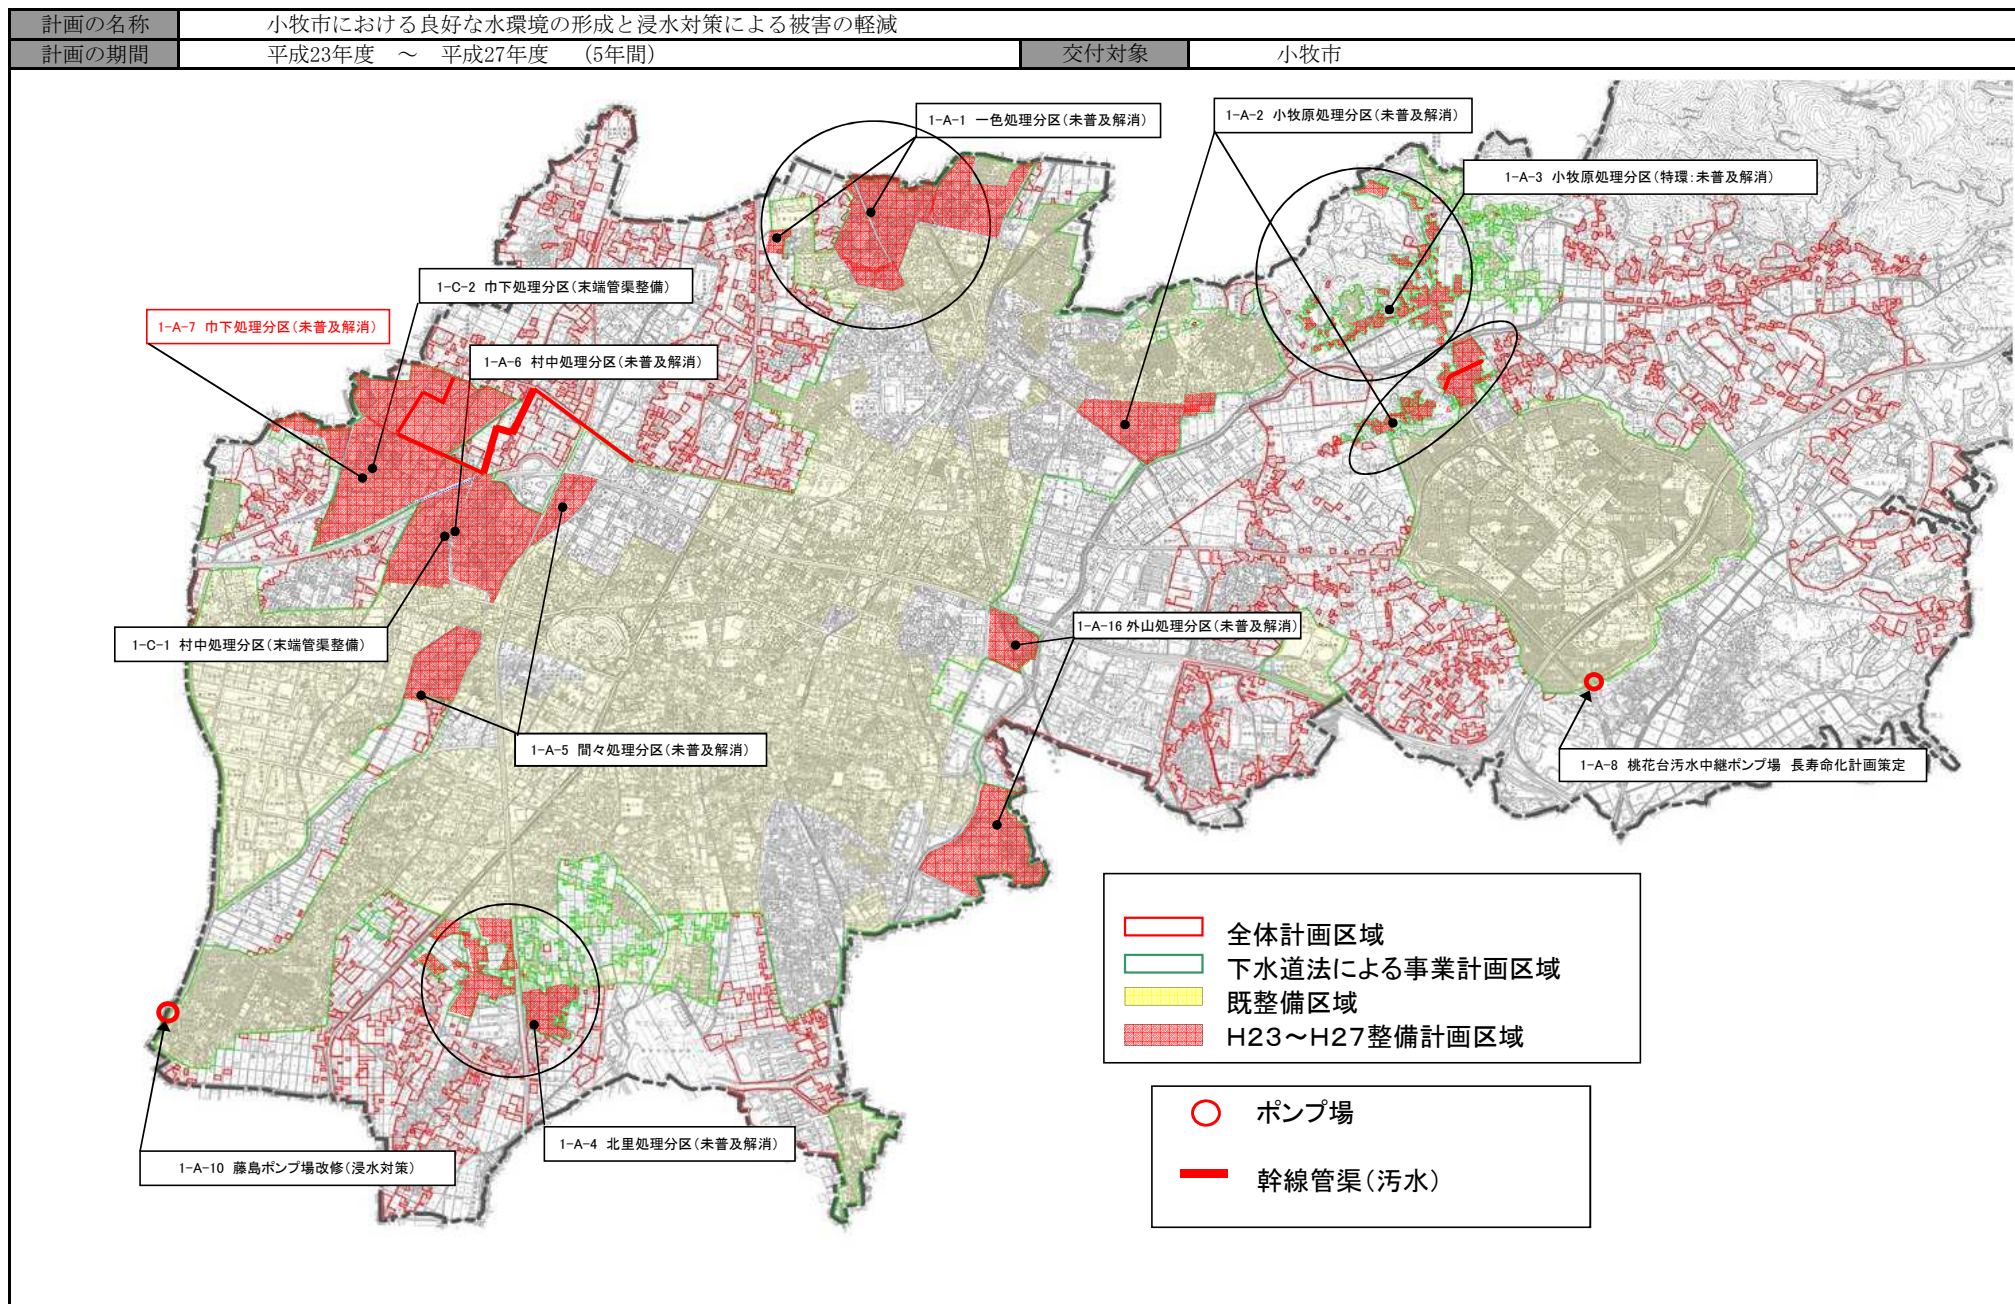 計画の名称 小牧市における良好な水環境の形成と浸水対策による被害の軽減
計画の期間 平成23年度 ～ 平成27年度 (5年間) 交付対象 小牧市
1-A-1 一色処理分区(未普及解消)
1-A-2 小牧原処理分区(未普及解消)
1-A-3 小牧原処理分区(特環:未普及解消)
1-C-2 巾下処理分区(末端管渠整備)
1-A-7 巾下処理分区(未普及解消)
1-A-6 村中処理分区(未普及解消)
1-A-16 外山処理分区(未普及解消)
1-C-1 村中処理分区(末端管渠整備)
1-A-5 間々処理分区(未普及解消)
1-A-8 桃花台汚水中継ポンプ場 長寿命化計画策定
全体計画区域
下水道法による事業計画区域
既整備区域
H23～H27整備計画区域
ポンプ場
幹線管渠(汚水)
1-A-4 北里処理分区(未普及解消)
1-A-10 藤島ポンプ場改修(浸水対策)